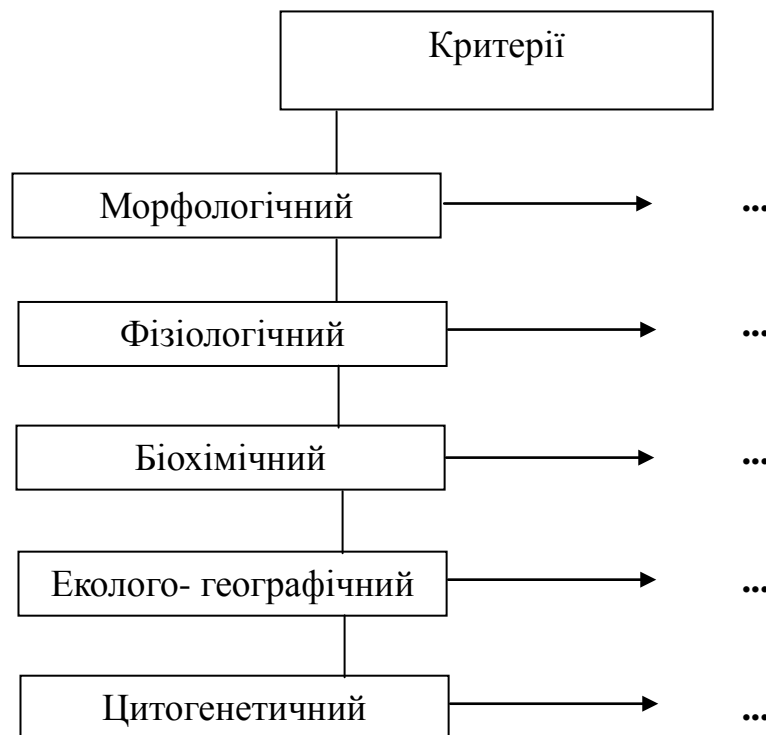 Критерії
Морфологічний ...
Фізіологічний ...
Біохімічний ...
Еколого- географічний ...
Цитогенетичний ...